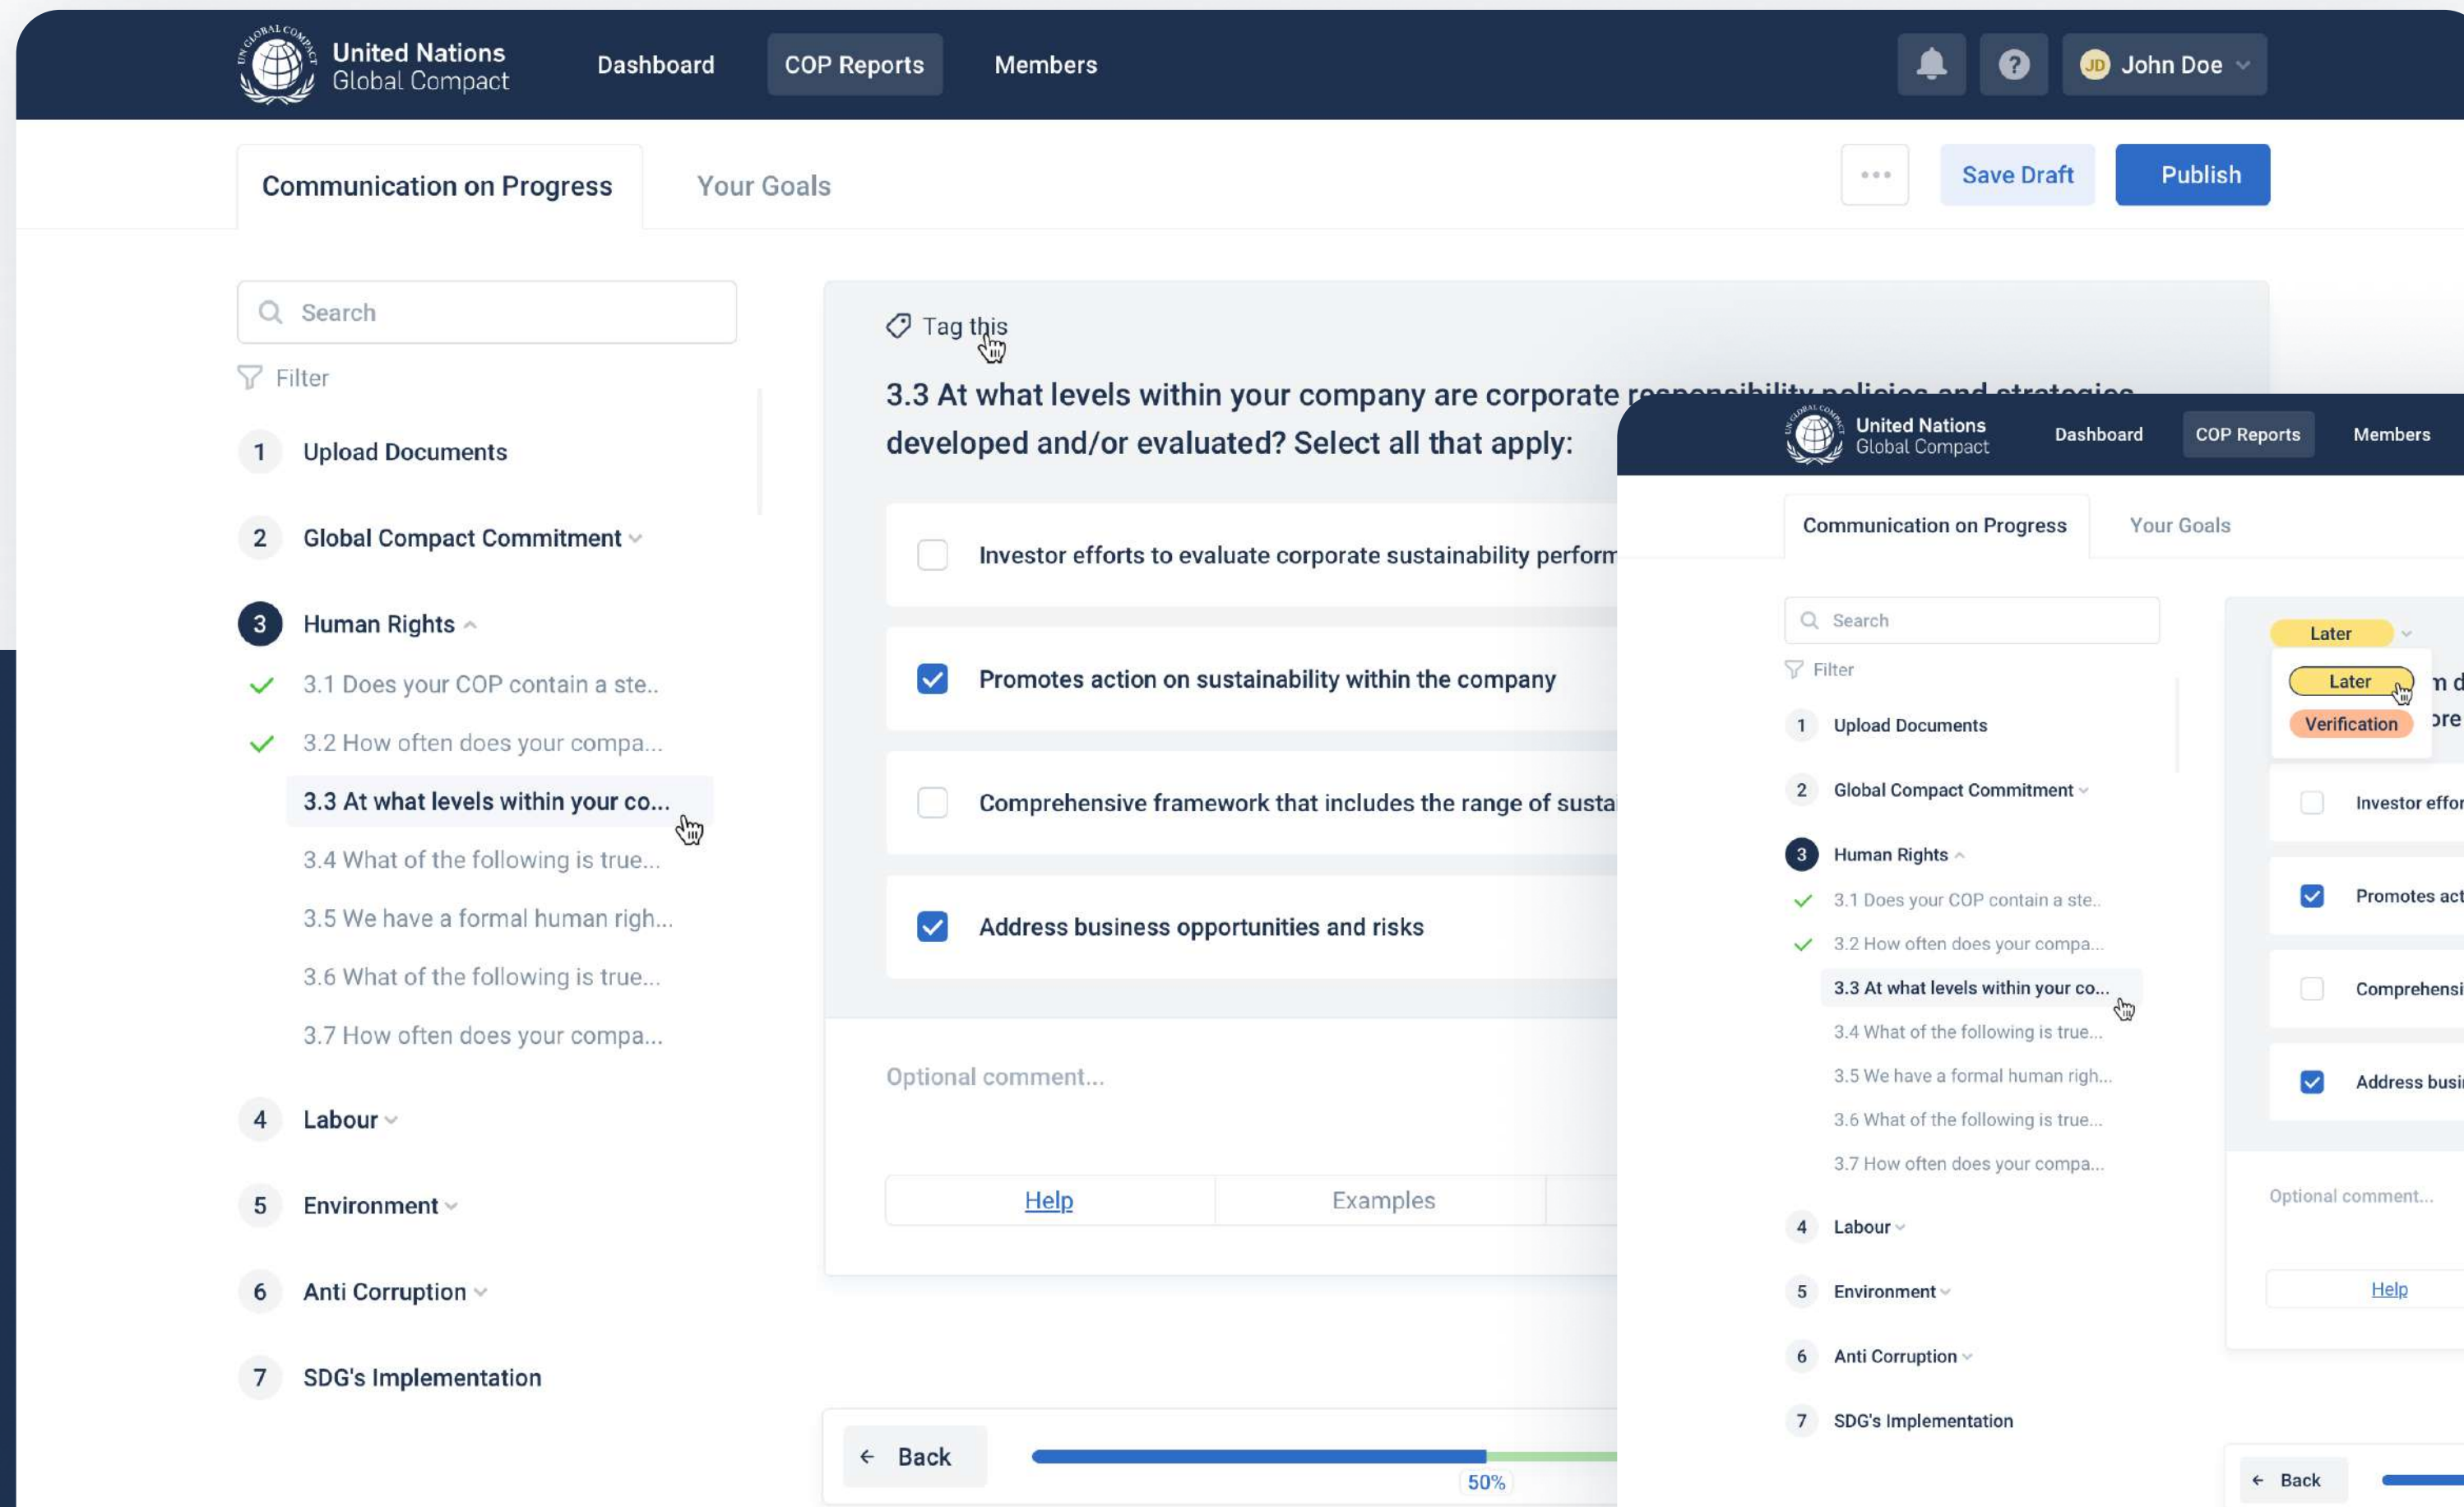 UN GLOBAL COMPACT
United Nations
Global Compact
Dashboard
COP Reports
Members
?
JD
John Doe
Communication on Progress
Your Goals
Save Draft
Publish
Search
Filter
1 Upload Documents
2 Global Compact Commitment
3 Human Rights
3.1 Does your COP contain a ste..
3.2 How often does your compa...
3.3 At what levels within your co...
3.4 What of the following is true...
3.5 We have a formal human righ...
3.6 What of the following is true...
3.7 How often does your compa...
4 Labour
5 Environment
6 Anti Corruption
7 SDG's Implementation
Tag this
3.3 At what levels within your company are corporate responsibility policies and strategies
developed and/or evaluated? Select all that apply:
Investor efforts to evaluate corporate sustainability perform
Promotes action on sustainability within the company
Comprehensive framework that includes the range of susta
Address business opportunities and risks
Optional comment...
Help
Examples
← Back
50%
UN GLOBAL COMPACT
United Nations
Global Compact
Dashboard
COP Reports
Members
Communication on Progress
Your Goals
Search
Filter
1 Upload Documents
2 Global Compact Commitment
3 Human Rights
3.1 Does your COP contain a ste..
3.2 How often does your compa...
3.3 At what levels within your co...
3.4 What of the following is true...
3.5 We have a formal human righ...
3.6 What of the following is true...
3.7 How often does your compa...
4 Labour
5 Environment
6 Anti Corruption
7 SDG's Implementation
Later
Later
Verification
Investor effor
Promotes act
Comprehensi
Address busi
Optional comment...
Help
← Back